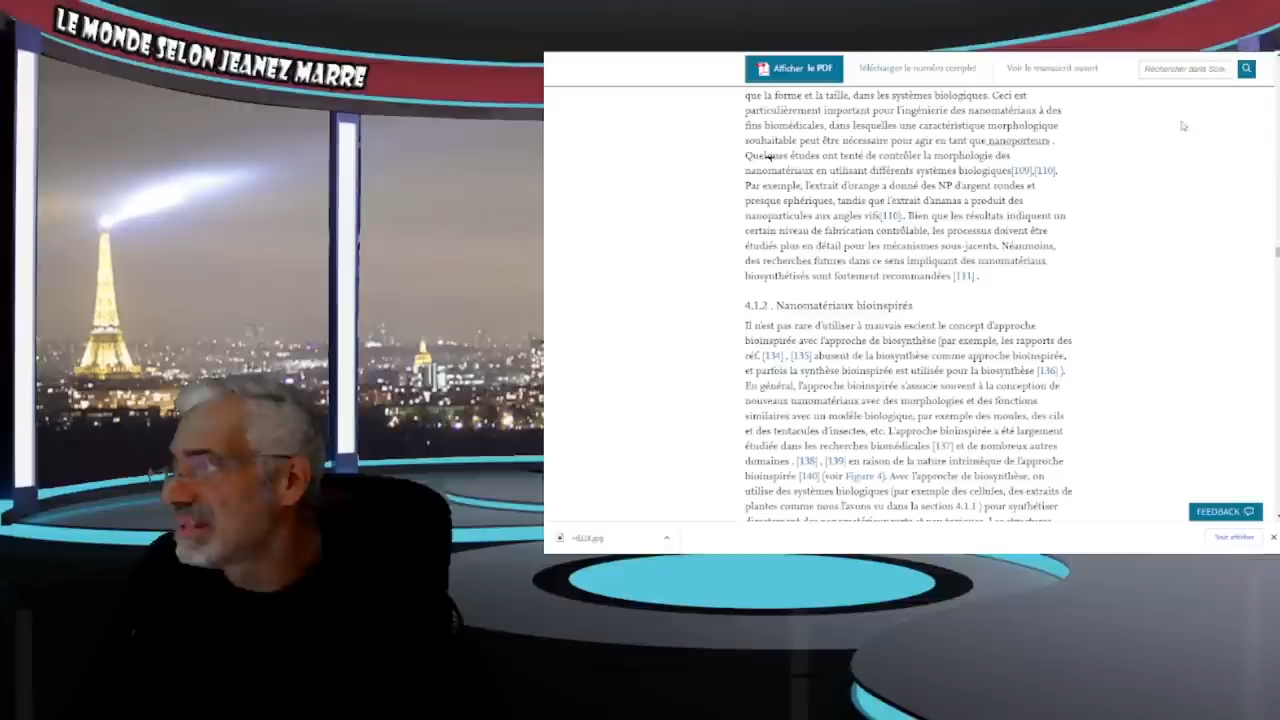 LE MONDE SELON JEANEZ MARRE
Afficher le PDF
Télécharger le numéro complet
Voir le manuscrit ouvert
Rechercher dans Scien
que la forme et la taille, dans les systèmes biologiques. Ceci est
particulièrement important pour l'ingénierie des nanomatériaux à des
fins biomédicales, dans lesquelles une caractéristique morphologique
souhaitable peut être nécessaire pour agir en tant que nanoporteurs .
Quelques études ont tenté de contrôler la morphologie des
nanomatériaux en utilisant différents systèmes biologiques[109],[110].
Par exemple, l'extrait d'orange a donné des NP d'argent rondes et
presque sphériques, tandis que l'extrait d'ananas a produit des
nanoparticules aux angles vifs[110]. Bien que les résultats indiquent un
certain niveau de fabrication contrôlable, les processus doivent être
étudiés plus en détail pour les mécanismes sous-jacents. Néanmoins,
des recherches futures dans ce sens impliquant des nanomatériaux
biosynthétisés sont fortement recommandées [111] .
4.1.2 . Nanomatériaux bioinspirés
Il n'est pas rare d'utiliser à mauvais escient le concept d'approche
bioinspirée avec l'approche de biosynthèse (par exemple, les rapports des
réf. [134] , [135] abusent de la biosynthèse comme approche bioinspirée,
et parfois la synthèse bioinspirée est utilisée pour la biosynthèse [136] ).
En général, l'approche bioinspirée s'associe souvent à la conception de
nouveaux nanomatériaux avec des morphologies et des fonctions
similaires avec un modèle biologique, par exemple des moules, des cils
et des tentacules d'insectes, etc. L'approche bioinspirée a été largement
étudiée dans les recherches biomédicales [137] et de nombreux autres
domaines . [138] , [139] en raison de la nature intrinsèque de l'approche
bioinspirée [140] (voir Figure 4). Avec l'approche de biosynthèse, on
utilise des systèmes biologiques (par exemple des cellules, des extraits de
plantes comme nous l'avons vu dans la section 4.1.1 ) pour synthétiser
FEEDBACK
HELIX.jpg
Tout afficher